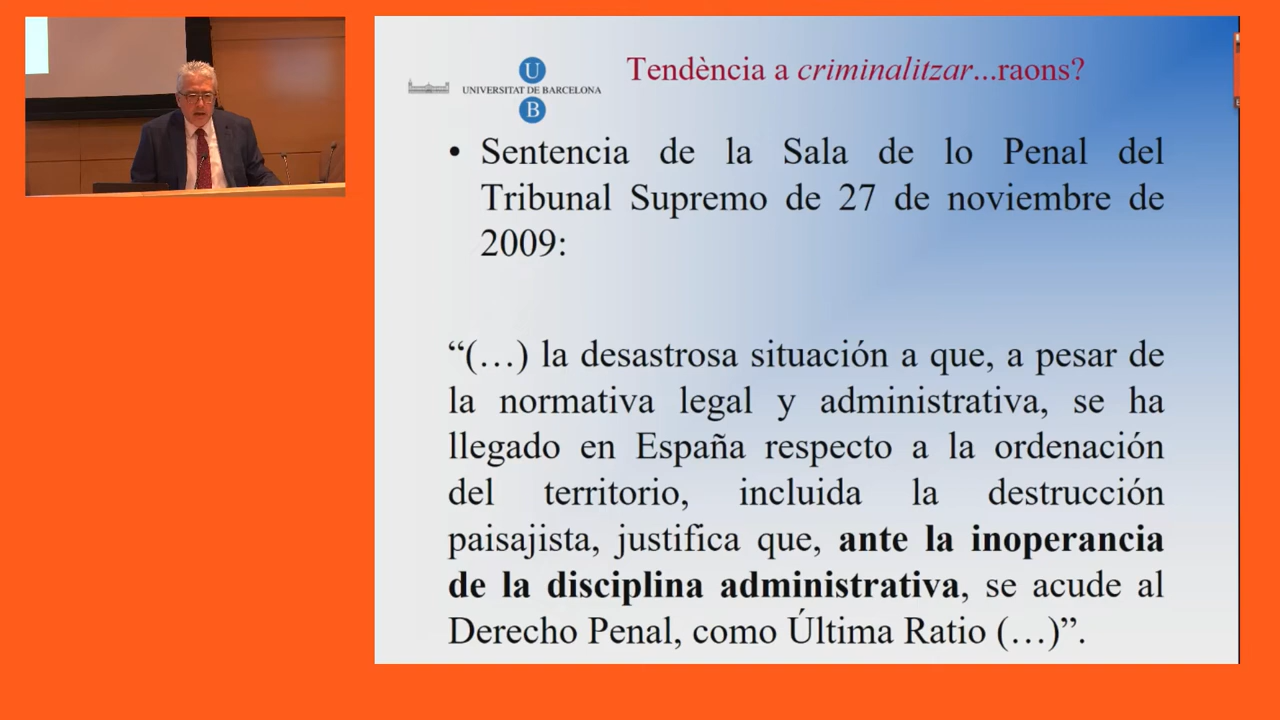 U
UNIVERSITAT DE BARCELONA
B
Tendència a criminalitzar...raons?
• Sentencia de la Sala de lo Penal del
Tribunal Supremo de 27 de noviembre de
2009:
“(…) la desastrosa situación a que, a pesar de
la normativa legal y administrativa, se ha
llegado en España respecto a la ordenación
del territorio, incluida la destrucción
paisajista, justifica que, ante la inoperancia
de la disciplina administrativa, se acude al
Derecho Penal, como Última Ratio (…)”.